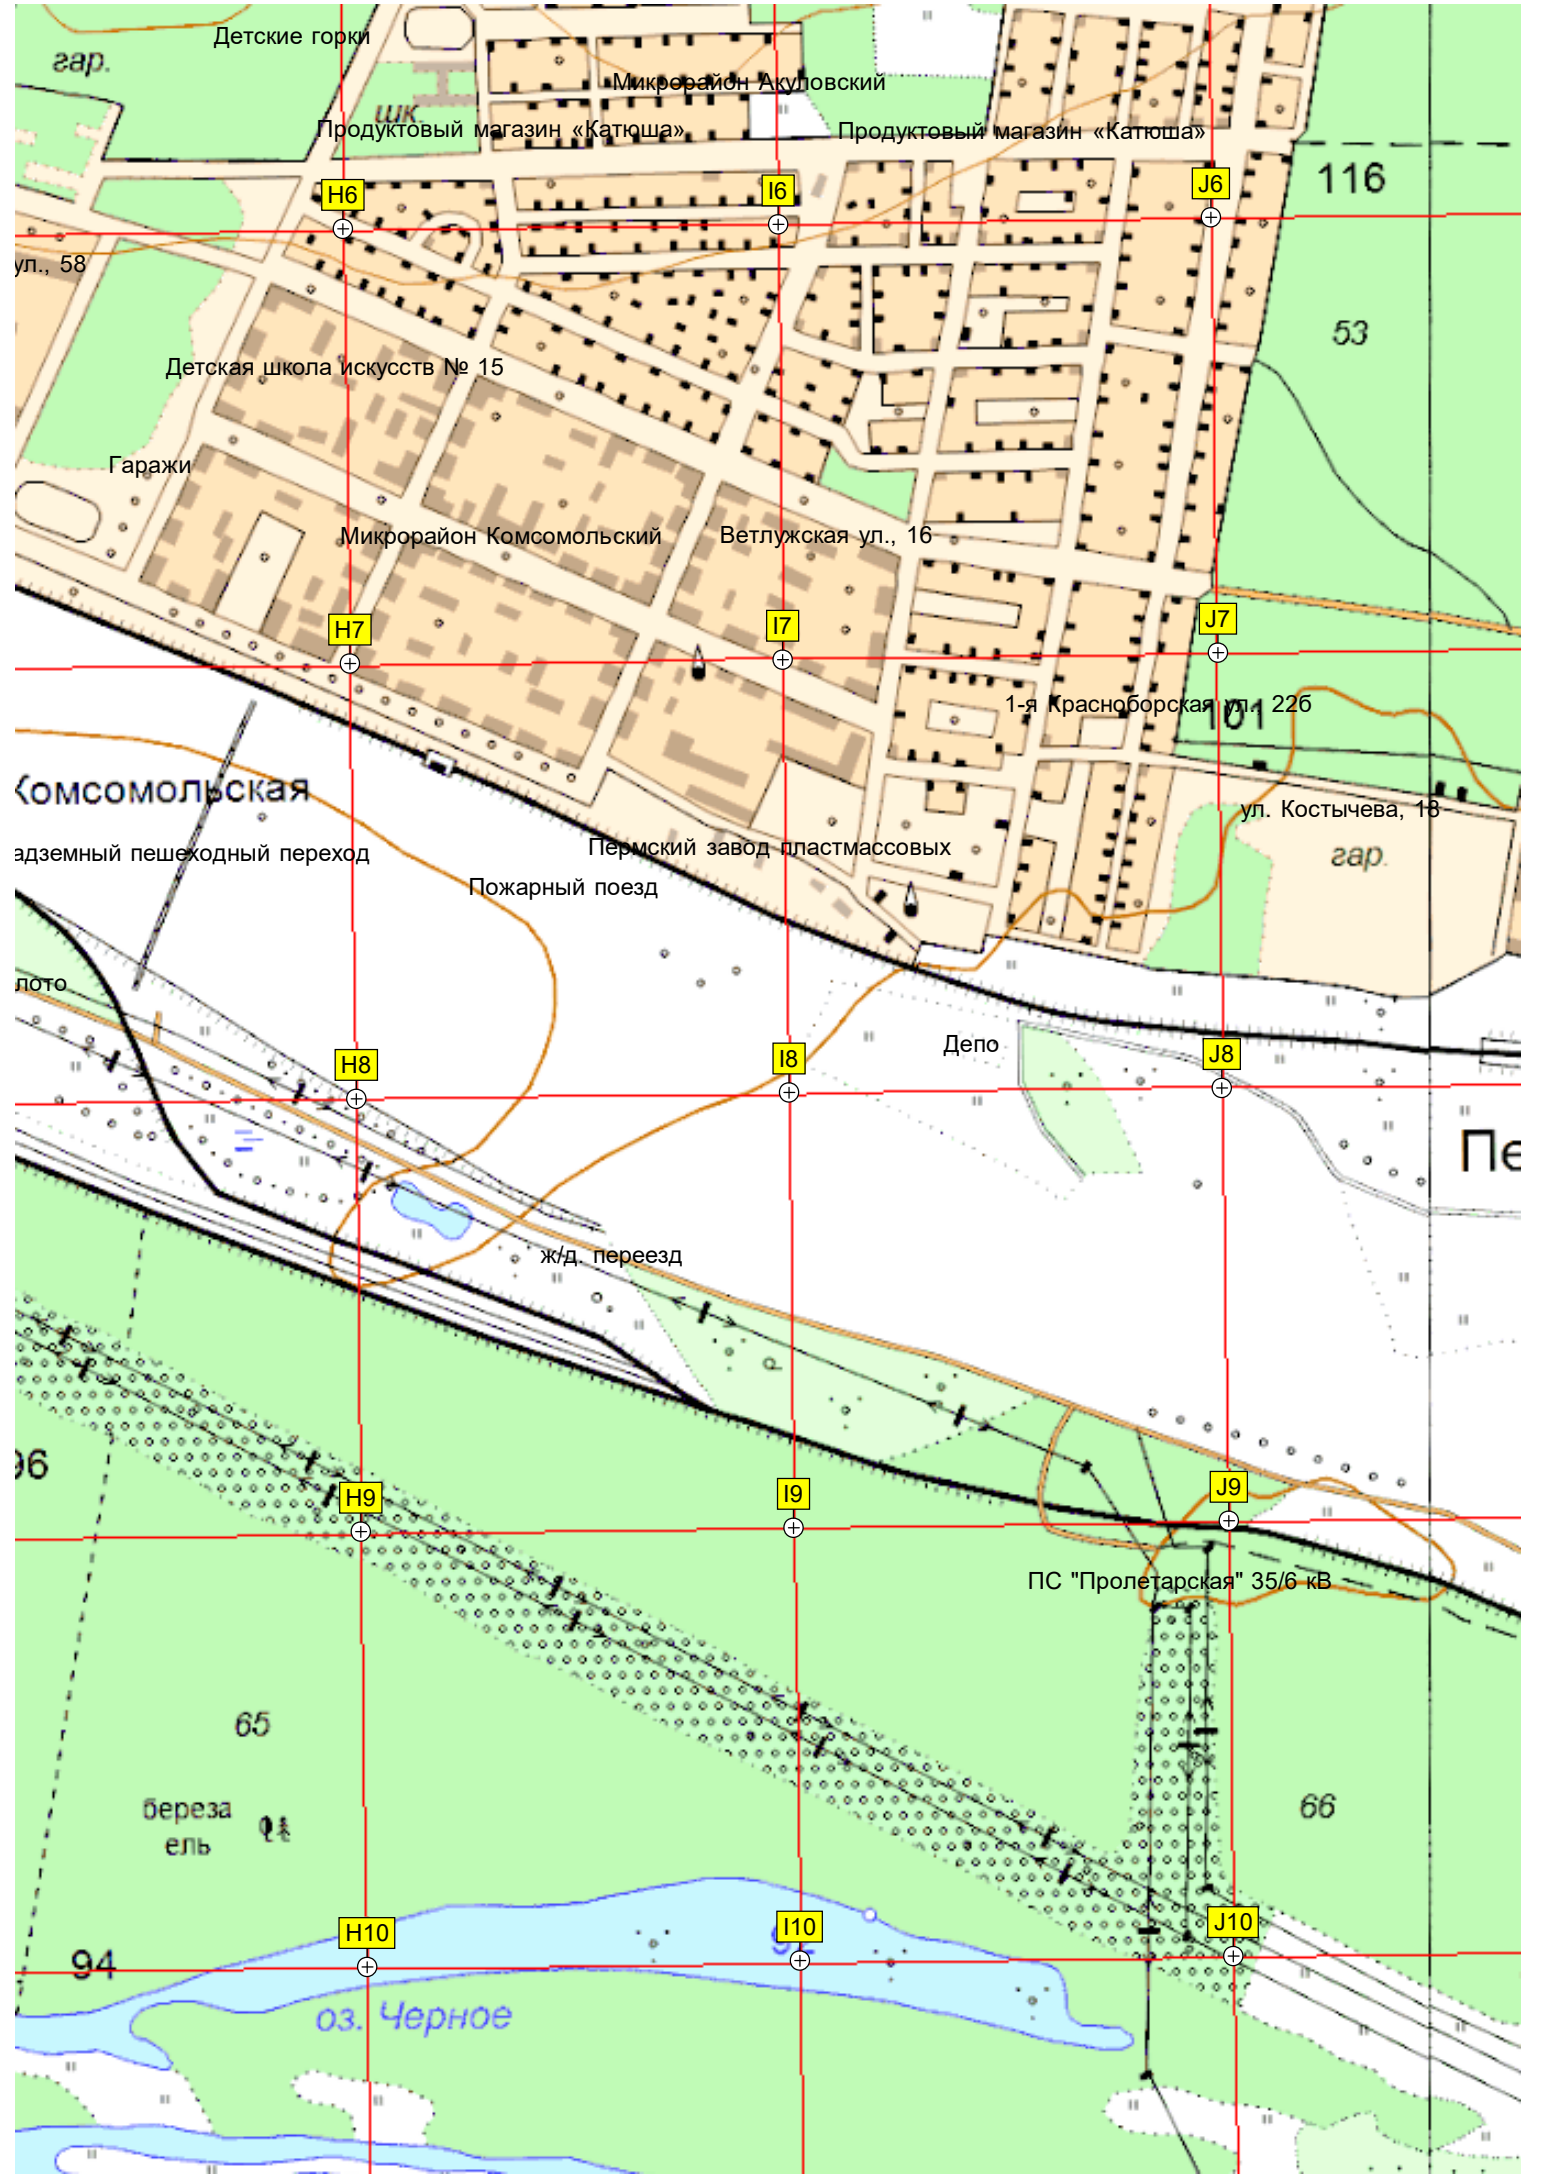 Детские горки
гар.
Микрорайон Акуловский
шк.
Продуктовый магазин «Катюша»
Продуктовый магазин «Катюша»
116
H6
I6
J6
ул., 58
53
Детская школа искусств № 15
Гаражи
Микрорайон Комсомольский
Ветлужская ул., 16
H7
I7
J7
1-я Красноборская ул., 22б
101
Комсомольская
ул. Костычева, 18
адземный пешеходный переход
Пермский завод пластмассовых
гар.
Пожарный поезд
лото
Депо
H8
I8
J8
Пе
ж/д. переезд
96
H9
I9
J9
ПС "Пролетарская" 35/6 кВ
65
66
береза
ель
H10
I10
J10
94
оз. Черное